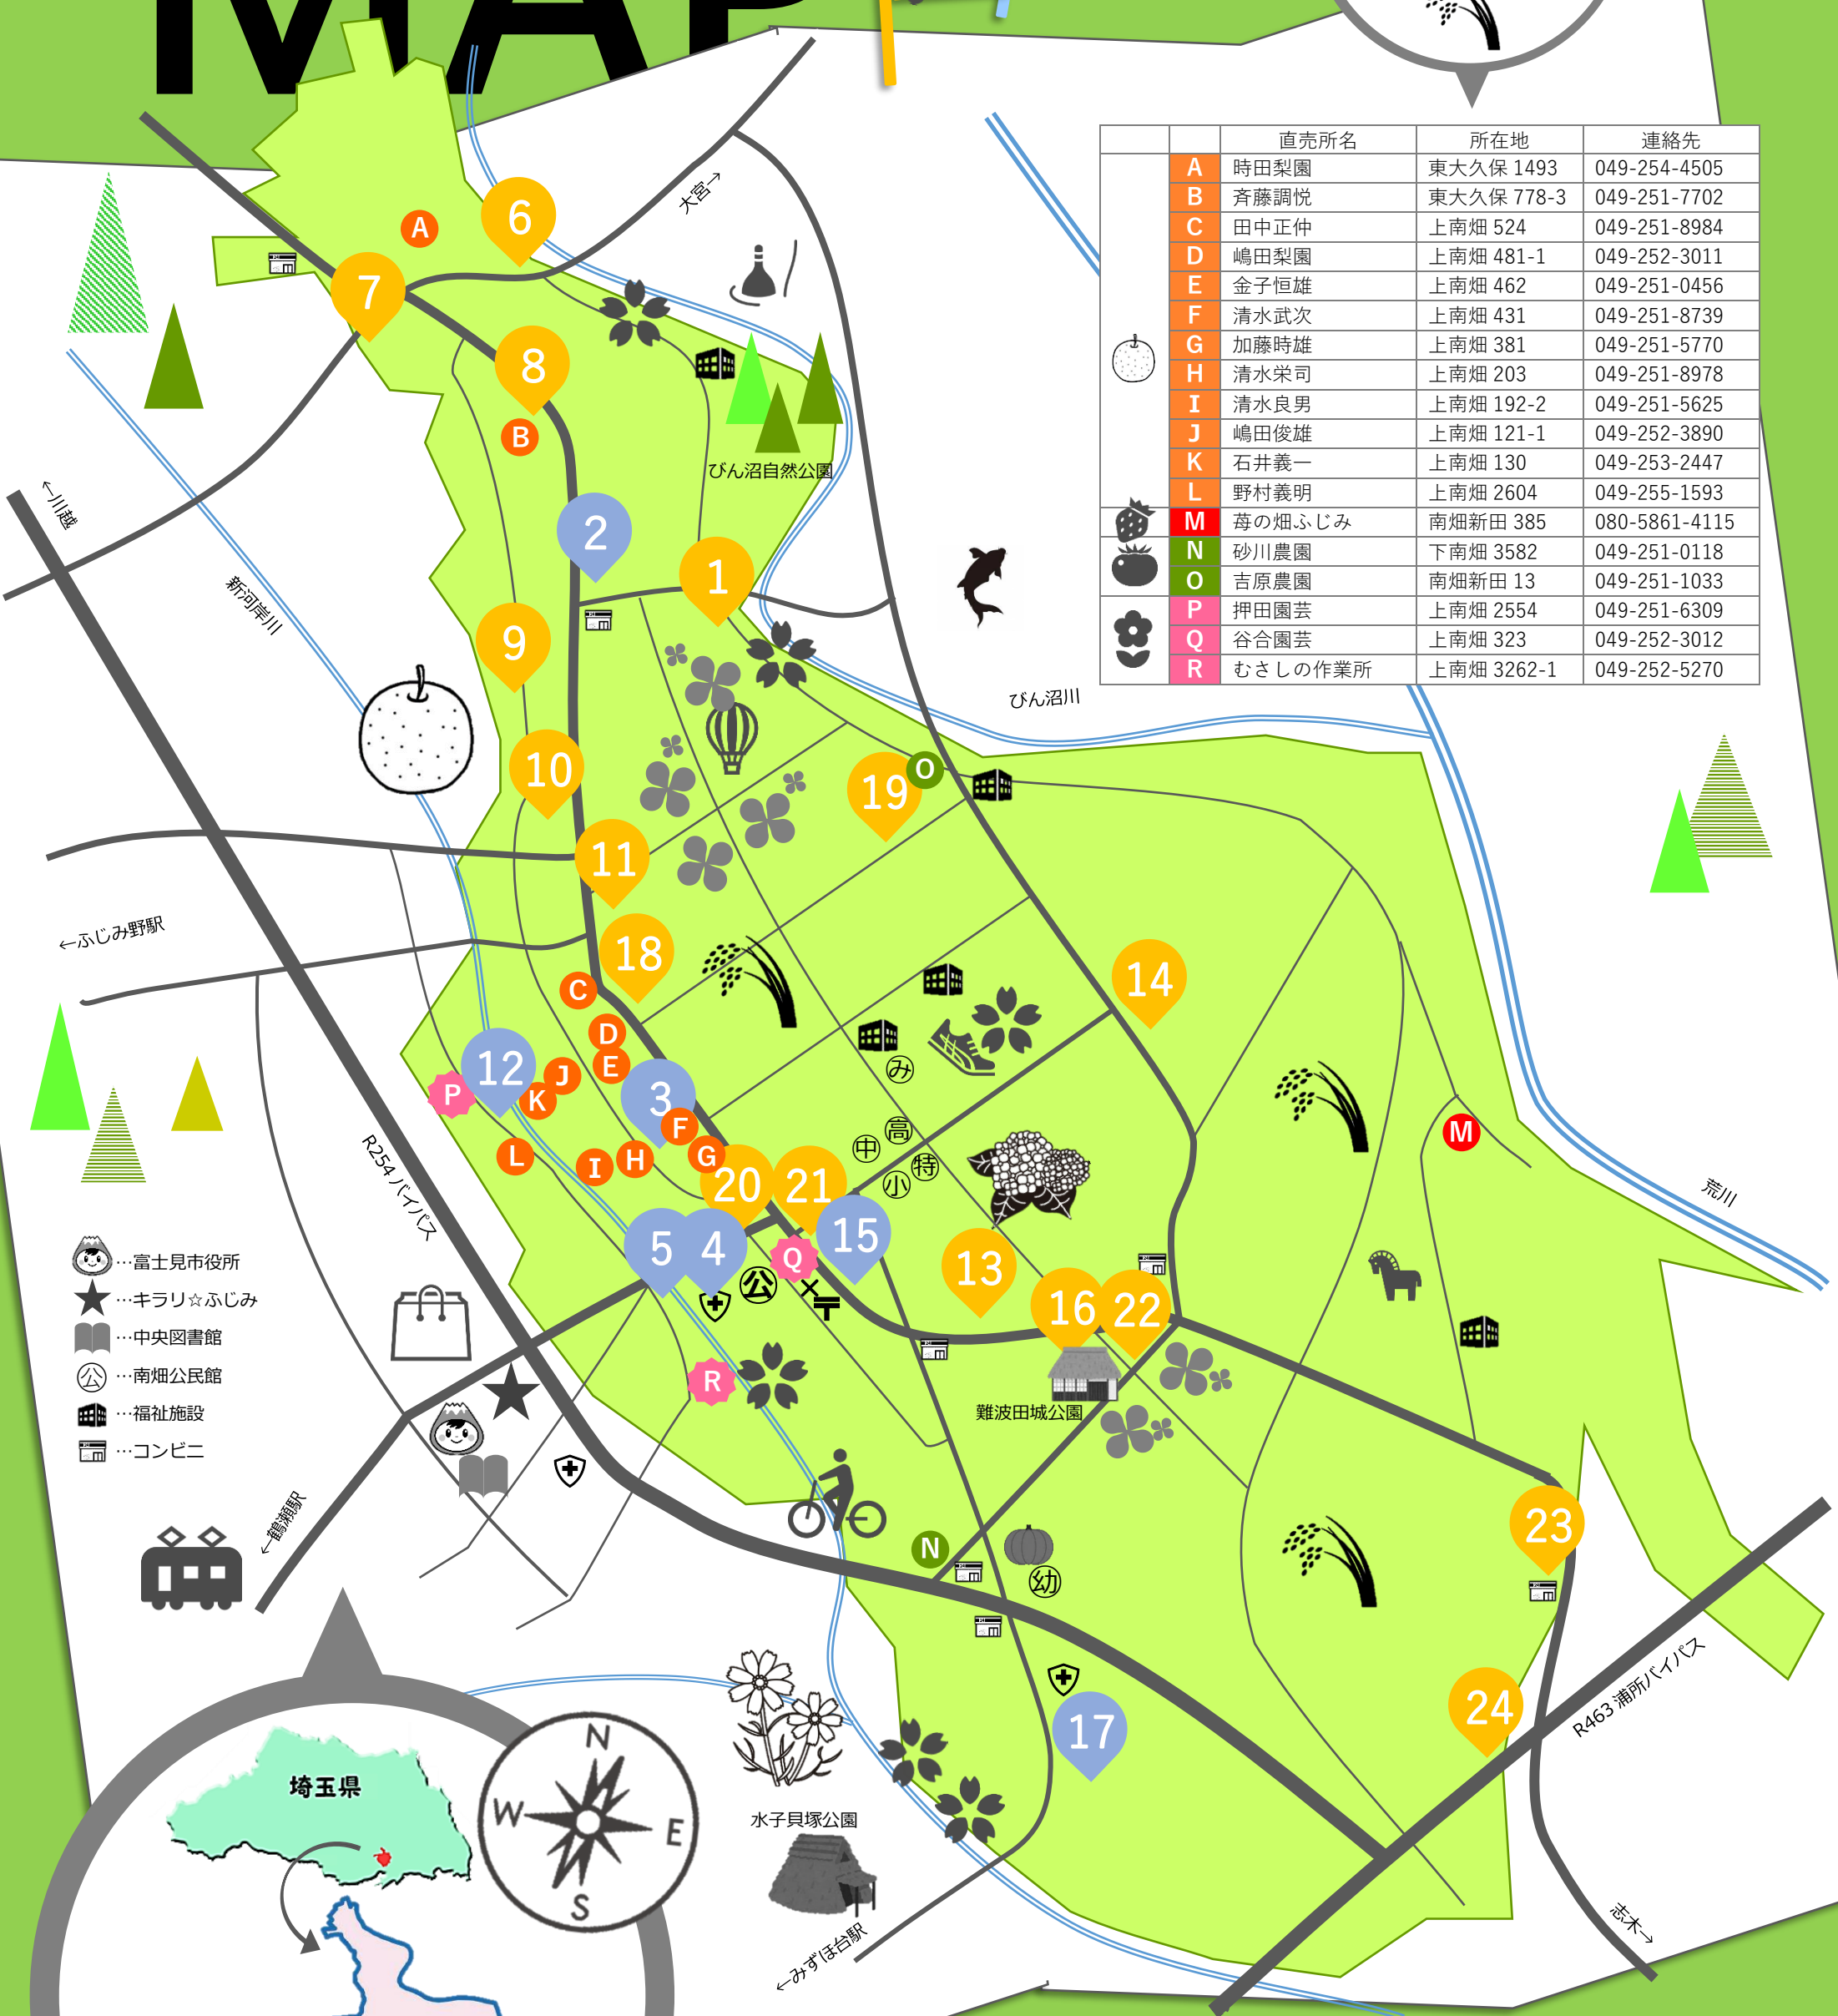 MAP
直売所名 所在地 連絡先
A 時田梨園 東大久保 1493 049-254-4505
B 斉藤調悦 東大久保 778-3 049-251-7702
C 田中正仲 上南畑 524 049-251-8984
D 嶋田梨園 上南畑 481-1 049-252-3011
E 金子恒雄 上南畑 462 049-251-0456
F 清水武次 上南畑 431 049-251-8739
G 加藤時雄 上南畑 381 049-251-5770
H 清水栄司 上南畑 203 049-251-8978
I 清水良男 上南畑 192-2 049-251-5625
J 嶋田俊雄 上南畑 121-1 049-252-3890
K 石井義一 上南畑 130 049-253-2447
L 野村義明 上南畑 2604 049-255-1593
M 苺の畑ふじみ 南畑新田 385 080-5861-4115
N 砂川農園 下南畑 3582 049-251-0118
O 吉原農園 南畑新田 13 049-251-1033
P 押田園芸 上南畑 2554 049-251-6309
Q 谷合園芸 上南畑 323 049-252-3012
R むさしの作業所 上南畑 3262-1 049-252-5270
大宮→
6
A
7
8
B
びん沼自然公園
←川越
2
1
新河岸川
9
びん沼川
10
19
O
11
←ふじみ野駅
18
14
C
D
E
み
12
J
K
P
3
F
M
高
中
特
小
L
I
H
G
R254 バイパス
20
21
荒川
5
4
15
Q
公
13
16
22
…富士見市役所
…キラリ☆ふじみ
…中央図書館
公 …南畑公民館
…福祉施設
…コンビニ
R
難波田城公園
←鶴瀬駅
N
幼
23
24
R463 浦所バイパス
17
埼玉県
N
W
E
S
水子貝塚公園
←みずほ台駅
志木→